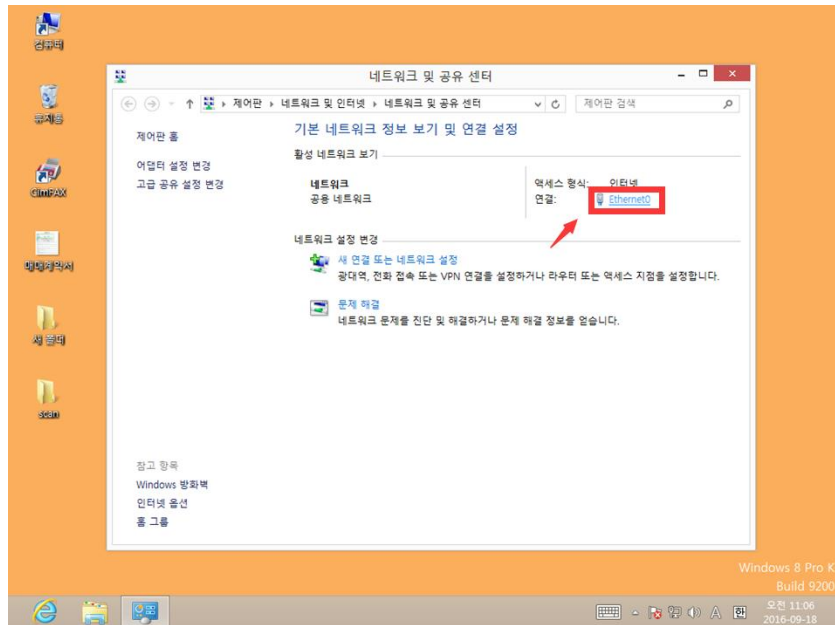 컴퓨터
휴지통
CimFAX
매매계약서
새 폴더
scan
네트워크 및 공유 센터
제어판 ▸ 네트워크 및 인터넷 ▸ 네트워크 및 공유 센터
제어판 검색
제어판 홈
어댑터 설정 변경
고급 공유 설정 변경
기본 네트워크 정보 보기 및 연결 설정
활성 네트워크 보기
네트워크
공용 네트워크
액세스 형식: 인터넷
연결: Ethernet0
네트워크 설정 변경
새 연결 또는 네트워크 설정
광대역, 전화 접속 또는 VPN 연결을 설정하거나 라우터 또는 액세스 지점을 설정합니다.
문제 해결
네트워크 문제를 진단 및 해결하거나 문제 해결 정보를 얻습니다.
참고 항목
Windows 방화벽
인터넷 옵션
홈 그룹
Windows 8 Pro K
Build 9200
A 한
오전 11:06
2016-09-18